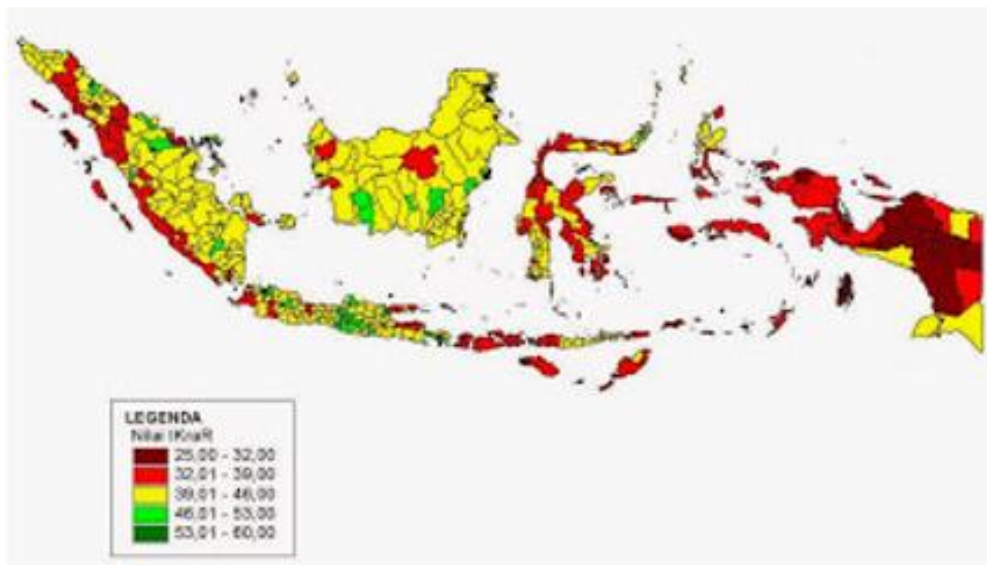 LEGENDA
Nilai IKraR
25,00 - 32,00
32,01 - 39,00
39,01 - 46,00
46,01 - 53,00
53,01 - 60,00